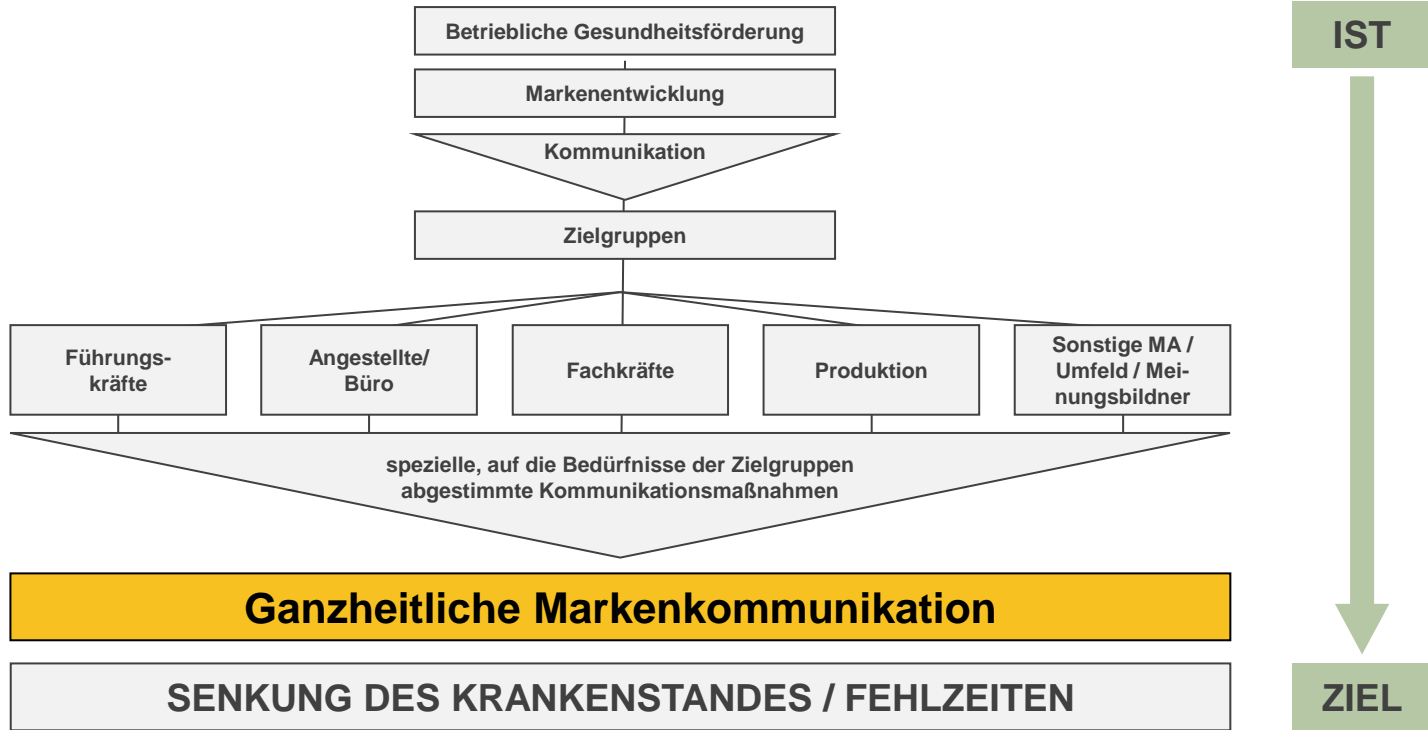 Betriebliche Gesundheitsförderung
IST
Markenentwicklung
Kommunikation
Zielgruppen
Führungs-
kräfte
Angestellte/
Büro
Fachkräfte
Produktion
Sonstige MA /
Umfeld / Mei-
nungsbildner
spezielle, auf die Bedürfnisse der Zielgruppen
abgestimmte Kommunikationsmaßnahmen
Ganzheitliche Markenkommunikation
SENKUNG DES KRANKENSTANDES / FEHLZEITEN
ZIEL